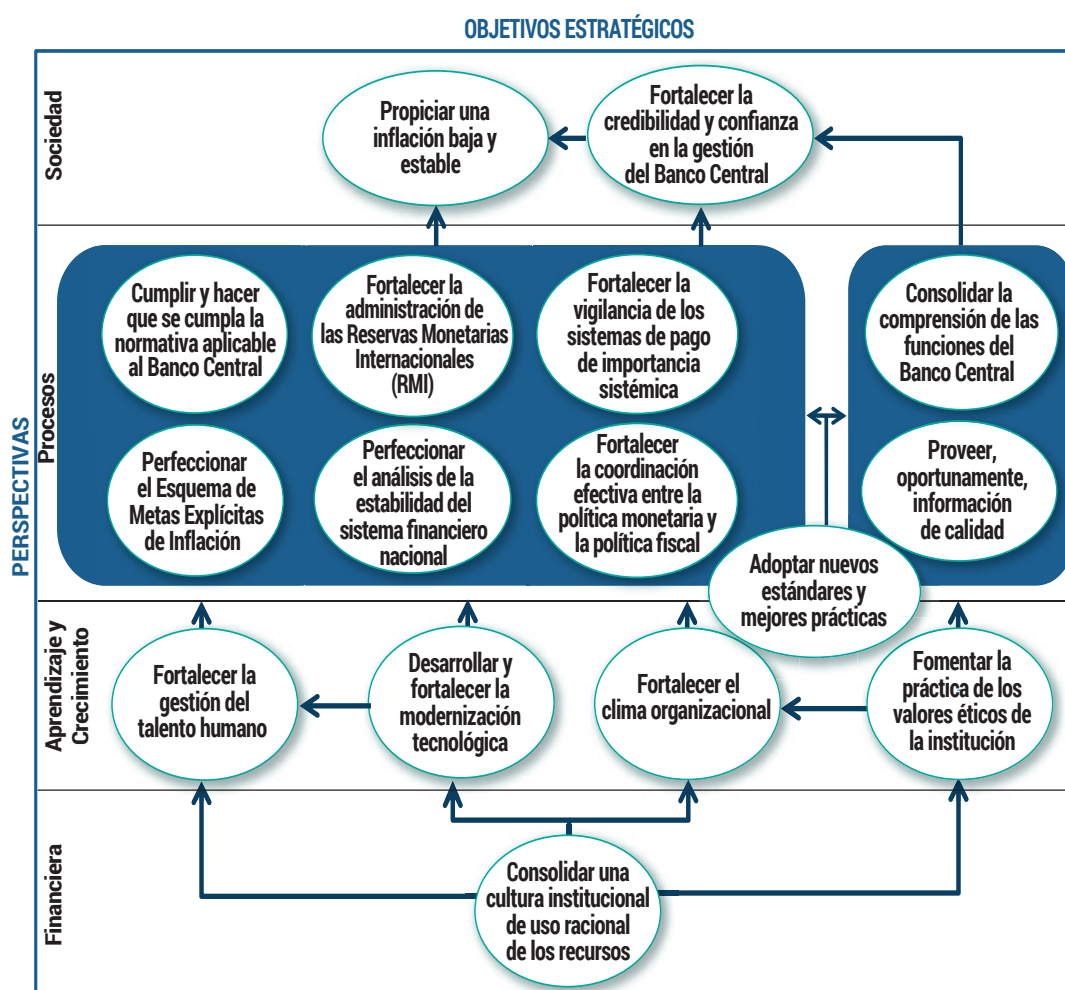 OBJETIVOS ESTRATÉGICOS
PERSPECTIVAS
Sociedad
Propiciar una
inflación baja y
estable
Fortalecer la
credibilidad y confianza
en la gestión
del Banco Central
Procesos
Cumplir y hacer
que se cumpla la
normativa aplicable
al Banco Central
Fortalecer la
administración de
las Reservas Monetarias
Internacionales
(RMI)
Fortalecer la
vigilancia de los
sistemas de pago
de importancia
sistémica
Consolidar la
comprensión de las
funciones del
Banco Central
Perfeccionar
el Esquema de
Metas Explícitas
de Inflación
Perfeccionar
el análisis de la
estabilidad del
sistema financiero
nacional
Fortalecer
la coordinación
efectiva entre la
política monetaria y
la política fiscal
Proveer,
oportunamente,
información
de calidad
Adoptar nuevos
estándares y
mejores prácticas
Aprendizaje y
Crecimiento
Fortalecer la
gestión del
talento humano
Desarrollar y
fortalecer la
modernización
tecnológica
Fortalecer el
clima organizacional
Fomentar la
práctica de los
valores éticos de
la institución
Financiera
Consolidar una
cultura institucional
de uso racional
de los recursos